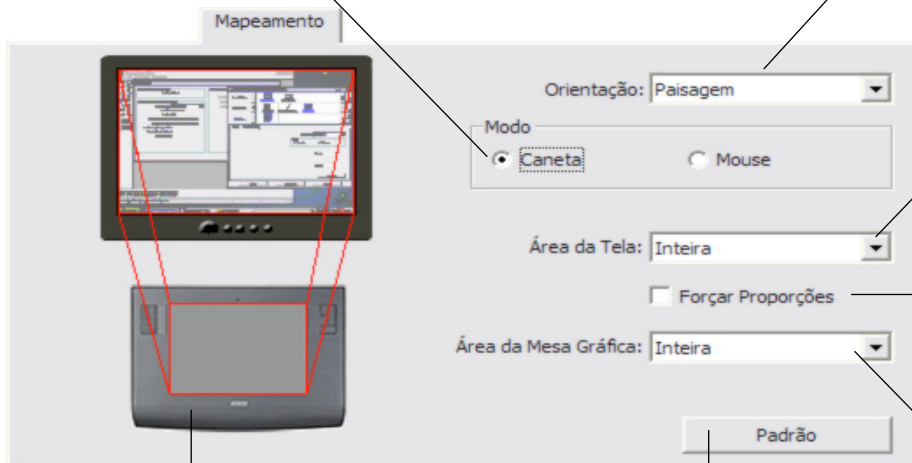 Mapeamento
Orientação: Paisagem
Modo
Caneta Mouse
Área da Tela: Inteira
Forçar Proporções
Área da Mesa Gráfica: Inteira
Padrão